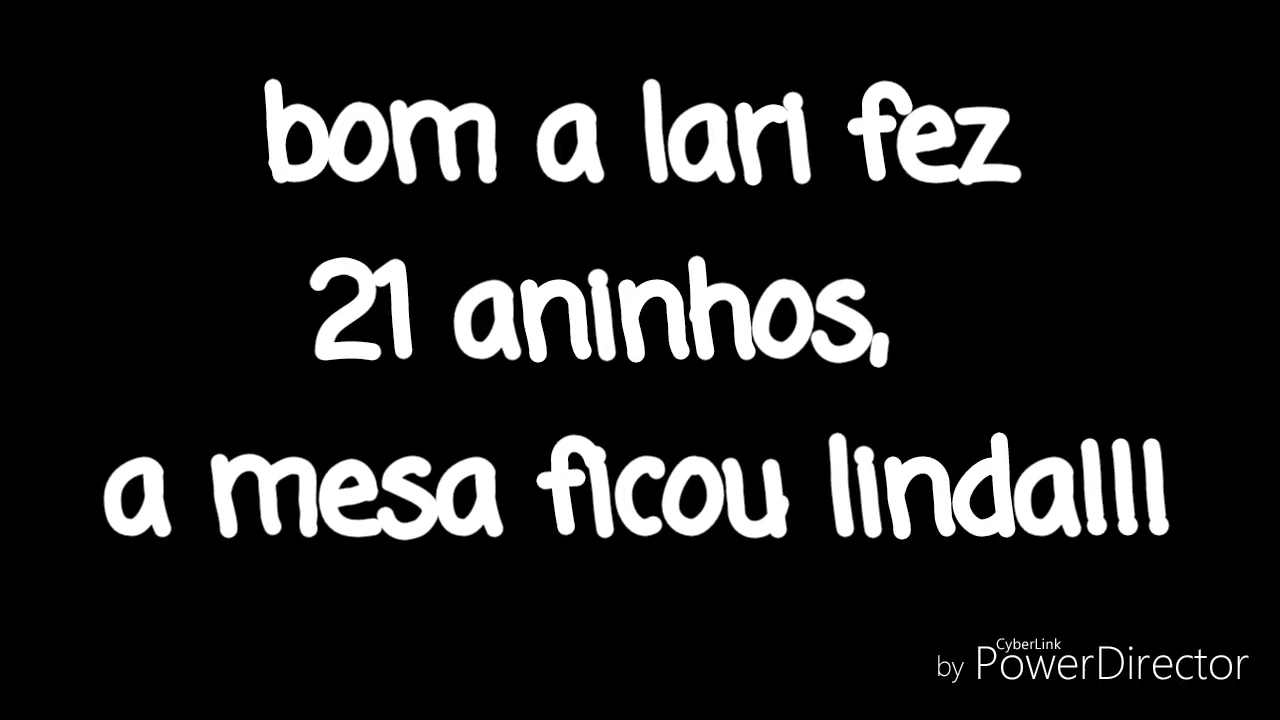 bom a lari fez
21 aninhos,
a mesa ficou linda!!!
CyberLink
by PowerDirector